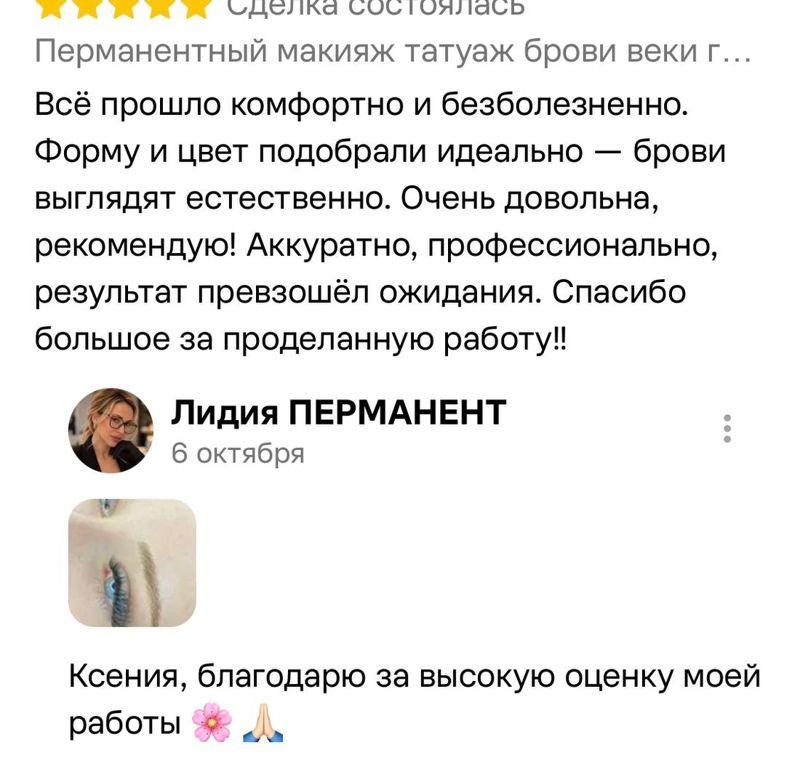 Сделка состоялась
Перманентный макияж татуаж брови веки г...
Всё прошло комфортно и безболезненно.
Форму и цвет подобрали идеально — брови
выглядят естественно. Очень довольна,
рекомендую! Аккуратно, профессионально,
результат превзошёл ожидания. Спасибо
большое за проделанную работу!!
Лидия ПЕРМАНЕНТ
6 октября
Ксения, благодарю за высокую оценку моей
работы 🌸🙏🏻